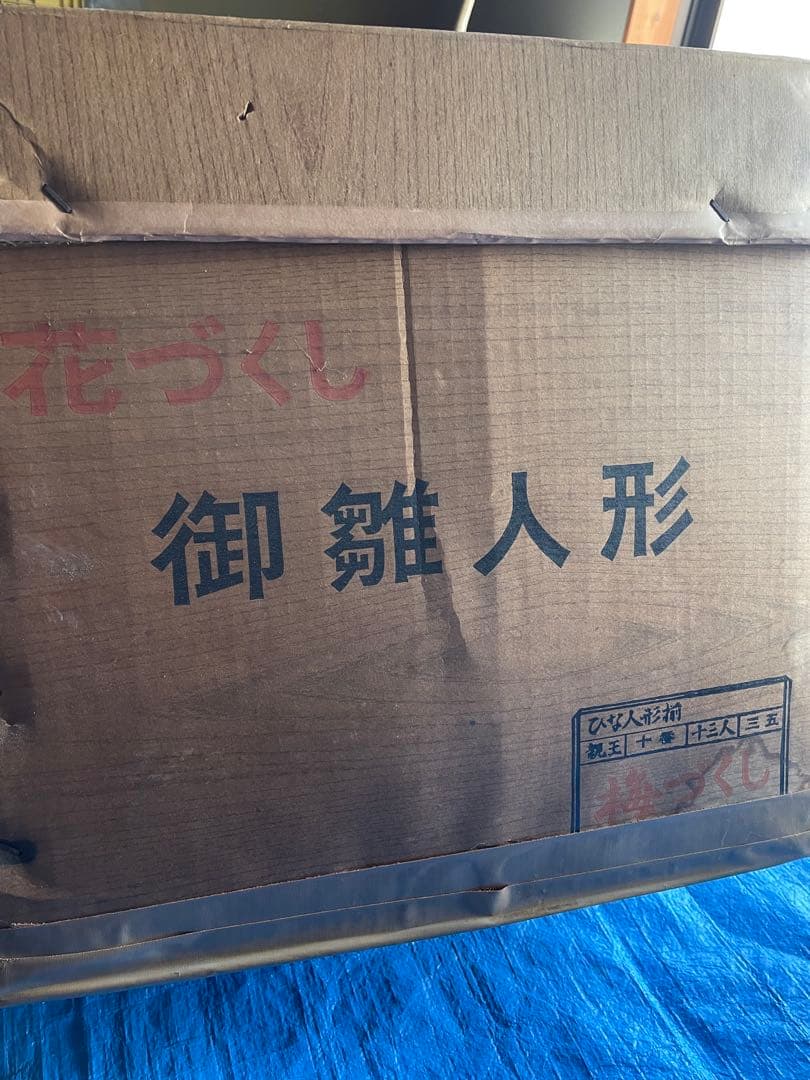 花づくし
御雛人形
ひな人形揃
親王 十番 十三人 三五
梅づくし